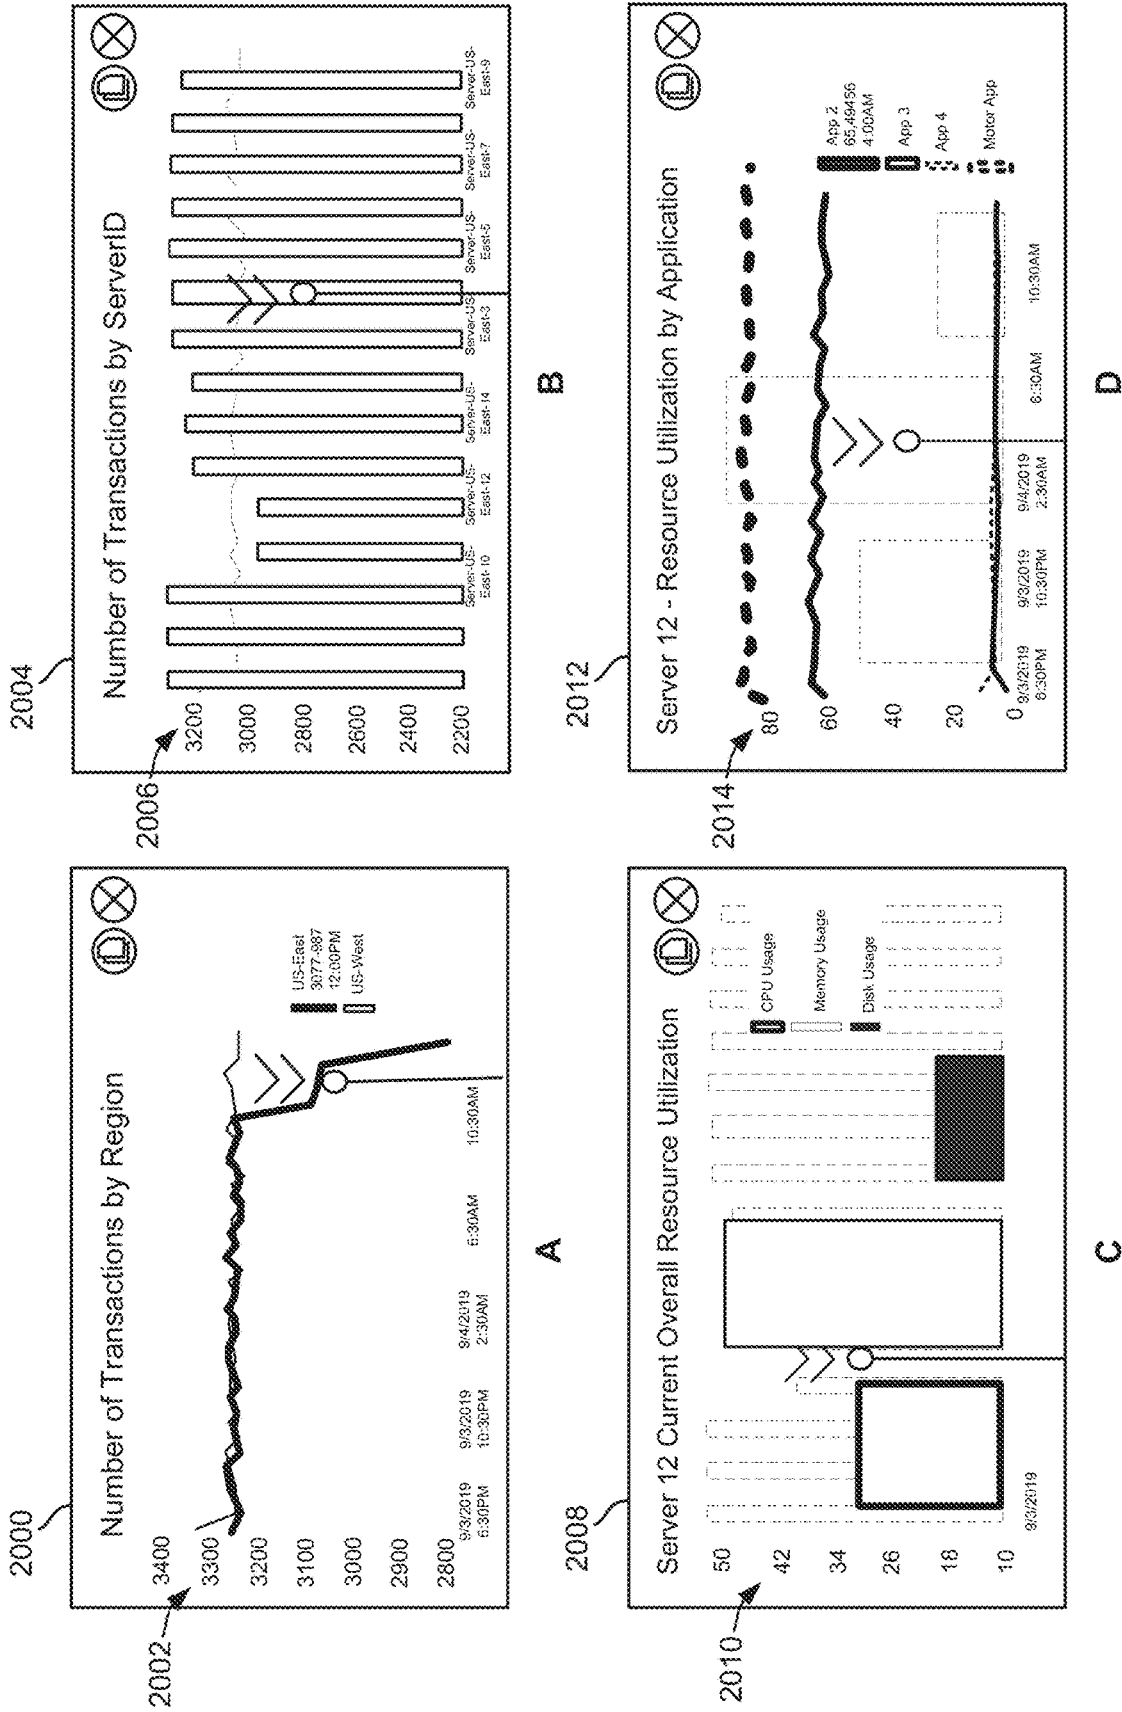 2000
Number of Transactions by Region
2002
3400
3300
3200
3100
3000
2900
2800
US-East
3077-987
12:00PM
US-West
9/3/2019
6:30PM
9/3/2019
10:30PM
9/4/2019
2:30AM
6:30AM
10:30AM
A
2004
Number of Transactions by ServerID
2006
3200
3000
2800
2600
2400
2200
Server-US-
East-10
Server-US-
East-12
Server-US-
East-14
Server-US-
East-3
Server-US-
East-5
Server-US-
East-7
Server-US-
East-9
B
2008
Server 12 Current Overall Resource Utilization
2010
50
42
34
26
18
10
CPU Usage
Memory Usage
Disk Usage
9/3/2019
C
2012
Server 12 - Resource Utilization by Application
2014
80
60
40
20
0
App 2
65.49456
4:00AM
App 3
App 4
Motor App
9/3/2019
6:30PM
9/3/2019
10:30PM
9/4/2019
2:30AM
6:30AM
10:30AM
D